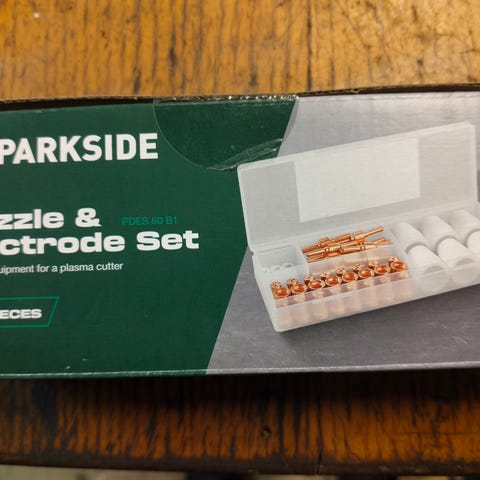 PARKSIDE
zzle &
PDES 60 B1
ctrode Set
uipment for a plasma cutter
ECES